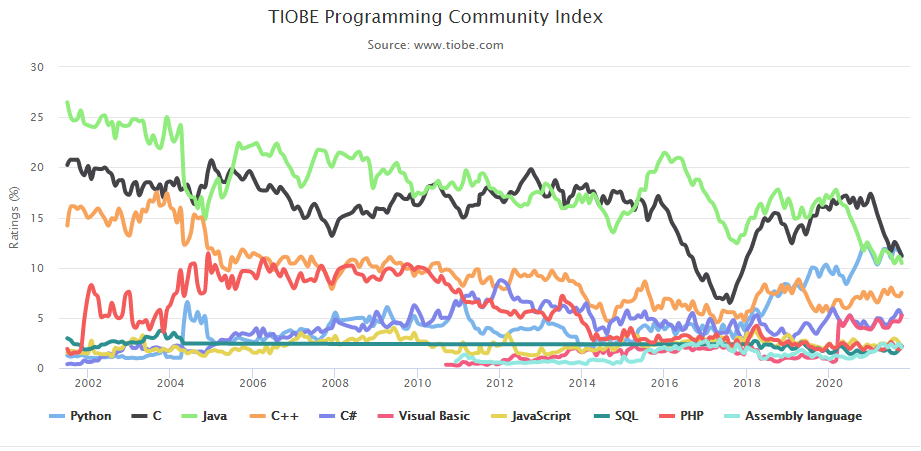 TIOBE Programming Community Index
Source: www.tiobe.com
Ratings (%)
30
25
20
15
10
5
0
2002 2004 2006 2008 2010 2012 2014 2016 2018 2020
Python C Java C++ C# Visual Basic JavaScript SQL PHP Assembly language